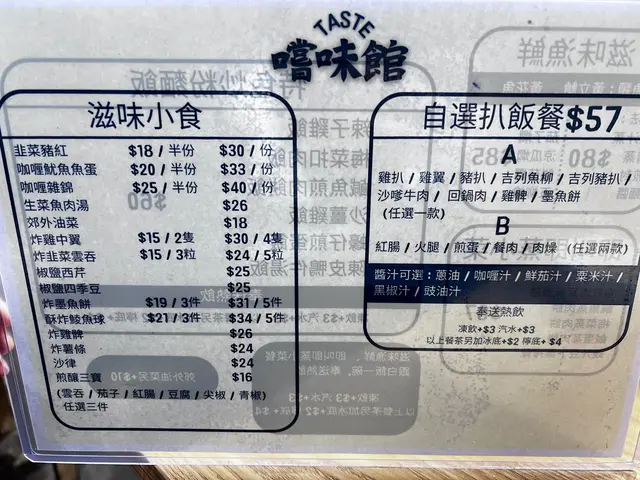 TASTE
嚐味館
滋味小食
韭菜豬紅 $18 / 半份 $30 / 份
咖喱魷魚魚蛋 $20 / 半份 $33 / 份
咖喱雜錦 $25 / 半份 $40 / 份
生菜肉湯 $26
郊外油菜 $18
炸雞中翼 $15 / 2隻 $30 / 4隻
炸韭菜雲吞 $15 / 3粒 $24 / 5粒
椒鹽西芹 $25
椒鹽四季豆 $25
炸墨魚餅 $19 / 3件 $31 / 5件
酥炸鯪魚球 $21 / 3件 $34 / 5件
炸雞髀 $26
炸薯條 $24
沙律 $24
煎釀三寶 $16
(雲吞 / 茄子 / 紅腸 / 豆腐 / 尖椒 / 青椒)
任選三件
自選扒飯餐$57
A
雞扒 / 雞翼 / 豬扒 / 吉列魚柳 / 吉列豬扒 /
沙嗲牛肉 / 回鍋肉 / 雞髀 / 墨魚餅
(任選一款)
B
紅腸 / 火腿 / 煎蛋 / 餐肉 / 肉燥 (任選兩款)
醬汁可選：蔥油 / 咖喱汁 / 鮮茄汁 / 粟米汁 /
黑椒汁 / 豉油汁
奉送熱飲
凍飲+$3 汽水+$3
以上餐茶另加冰底+$2 檸底+ $4